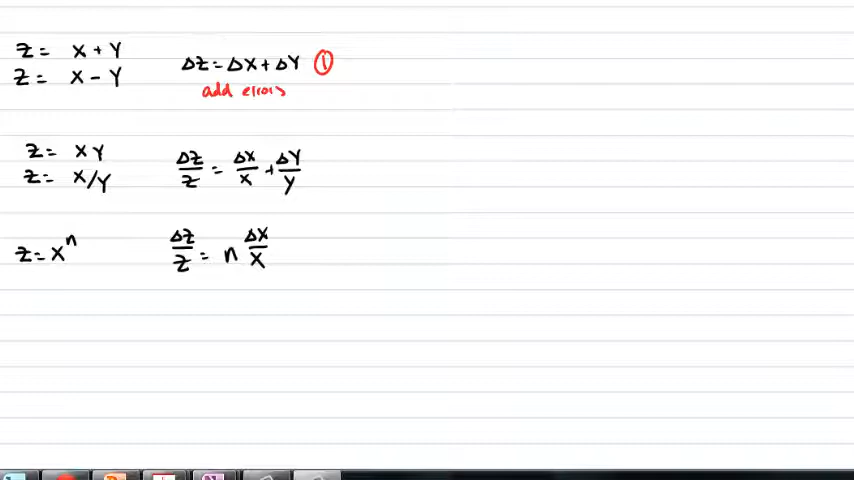 Z = X + Y
Z = X - Y
ΔZ = ΔX + ΔY ①
add errors
Z = XY
Z = X/Y
ΔZ/Z = ΔX/X + ΔY/Y
Z = X^n
ΔZ/Z = n ΔX/X